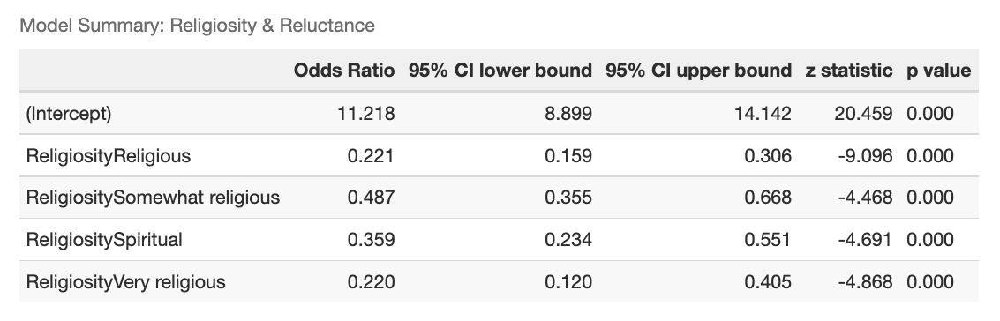 Model Summary: Religiosity & Reluctance
Odds Ratio 95% CI lower bound 95% CI upper bound z statistic p value
(Intercept) 11.218 8.899 14.142 20.459 0.000
ReligiosityReligious 0.221 0.159 0.306 -9.096 0.000
ReligiositySomewhat religious 0.487 0.355 0.668 -4.468 0.000
ReligiositySpiritual 0.359 0.234 0.551 -4.691 0.000
ReligiosityVery religious 0.220 0.120 0.405 -4.868 0.000